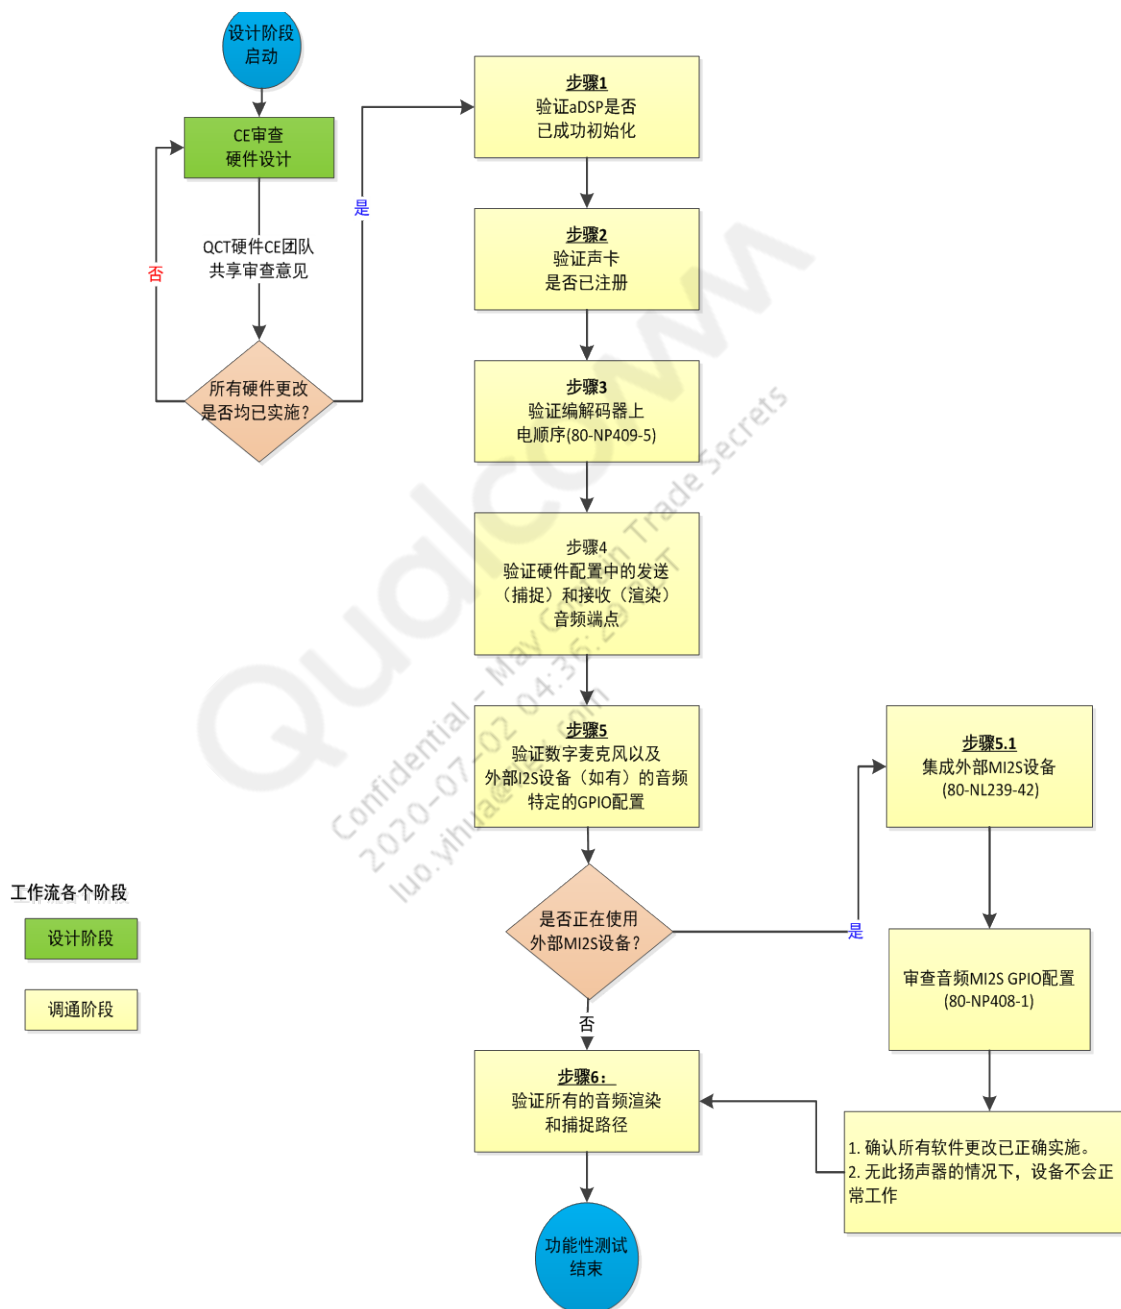 设计阶段
启动
CE审查
硬件设计
QCT硬件CE团队
共享审查意见
否
是
所有硬件更改
是否均已实施？
步骤1
验证aDSP是否
已成功初始化
步骤2
验证声卡
是否已注册
步骤3
验证编解码器上
电顺序(80-NP409-5)
步骤4
验证硬件配置中的发送
（捕捉）和接收（渲染）
音频端点
步骤5
验证数字麦克风以及
外部I2S设备（如有）的音频
特定的GPIO配置
是否正在使用
外部MI2S设备？
是
否
步骤5.1
集成外部MI2S设备
(80-NL239-42)
审查音频MI2S GPIO配置
(80-NP408-1)
1. 确认所有软件更改已正确实施。
2. 无此扬声器的情况下，设备不会正
常工作
步骤6：
验证所有的音频渲染
和捕捉路径
功能性测试
结束
工作流各个阶段
设计阶段
调通阶段
Qualcomm
Confidential - May Contain Trade Secrets
2020-07-02 04:36:29 PDT